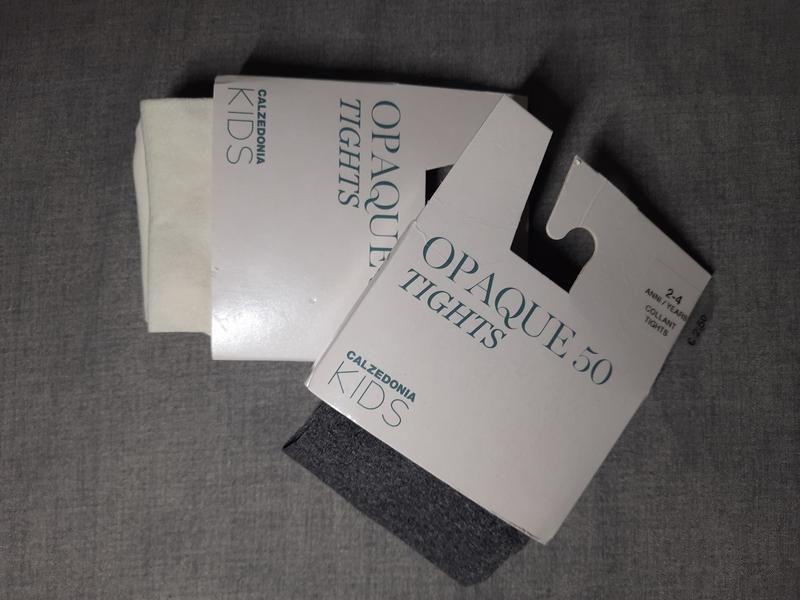 CALZEDONIA
KIDS
OPAQUE
TIGHTS
OPAQUE 50
TIGHTS
CALZEDONIA
KIDS
2-4
ANNI / YEARS
COLLANT
TIGHTS